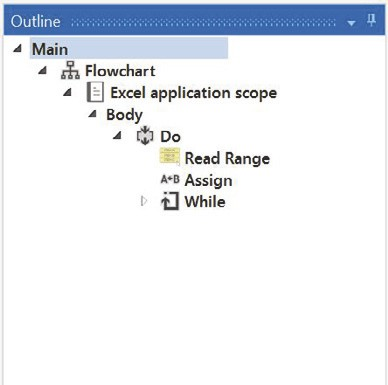 Outline
Main
Flowchart
Excel application scope
Body
Do
Read Range
A←B Assign
While